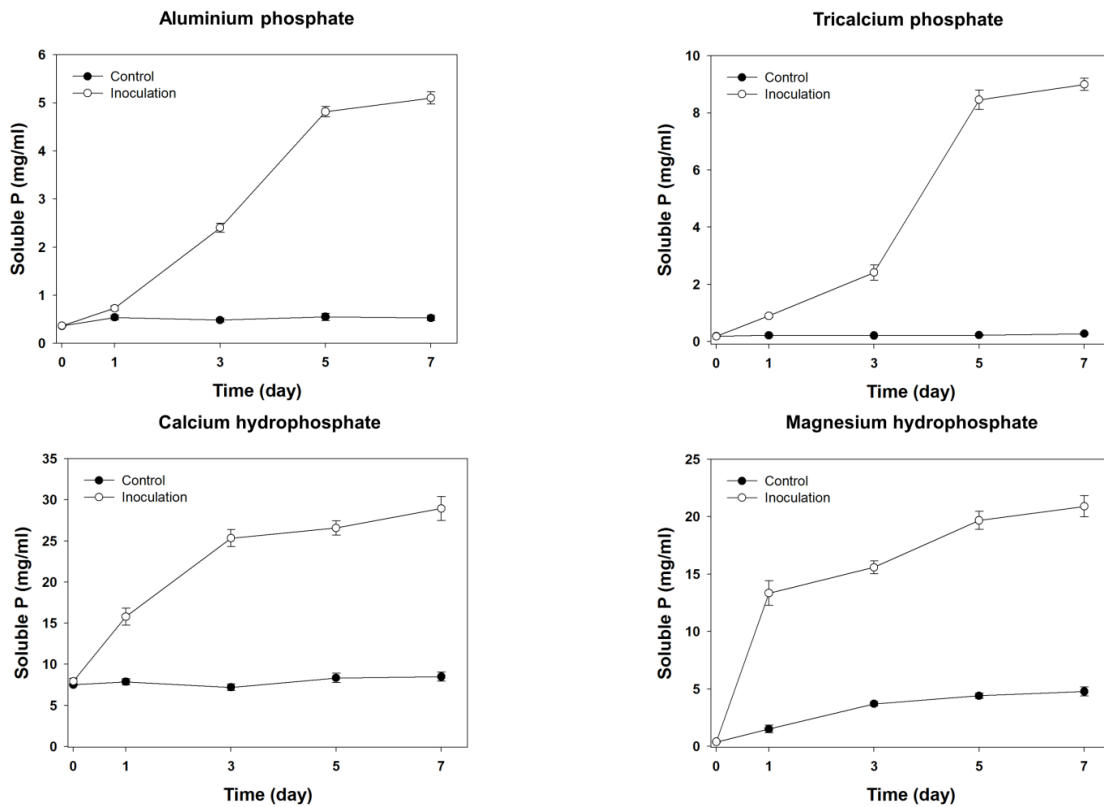 Aluminium phosphate
6
5
4
3
2
1
0
Soluble P (mg/ml)
Control
Inoculation
0 1 3 5 7
Time (day)
Tricalcium phosphate
10
8
6
4
2
0
Soluble P (mg/ml)
Control
Inoculation
0 1 3 5 7
Time (day)
Calcium hydrophosphate
35
30
25
20
15
10
5
0
Soluble P (mg/ml)
Control
Inoculation
0 1 3 5 7
Time (day)
Magnesium hydrophosphate
25
20
15
10
5
0
Soluble P (mg/ml)
Control
Inoculation
0 1 3 5 7
Time (day)